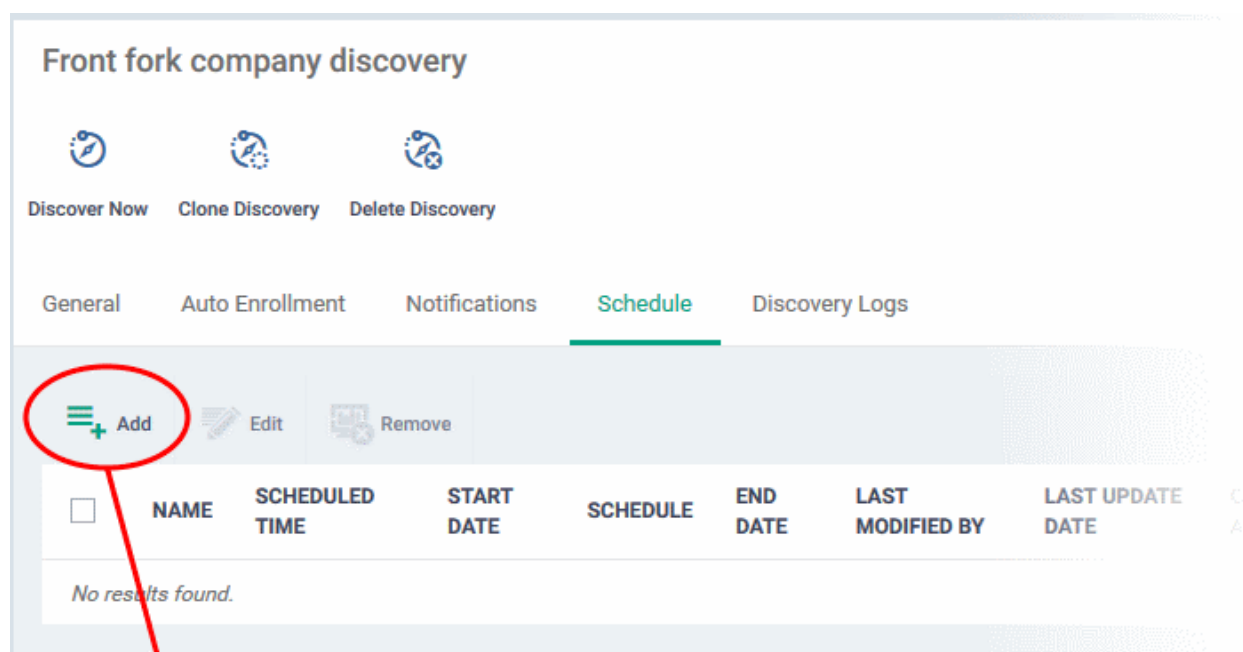 Front fork company discovery
Discover Now Clone Discovery Delete Discovery
General Auto Enrollment Notifications Schedule Discovery Logs
Add Edit Remove
NAME SCHEDULED TIME START DATE SCHEDULE END DATE LAST MODIFIED BY LAST UPDATE DATE
No results found.